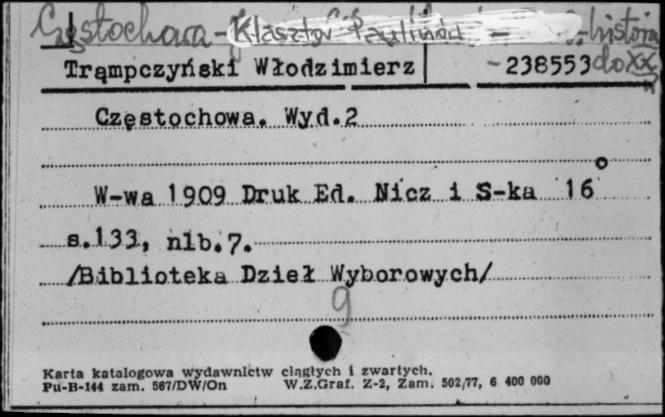 Częstochowa - Klasztor Paulinów - - historia
Trąmpczyński Włodzimierz - 238553 do XX w
Częstochowa. Wyd.2
W-wa 1909 Druk Ed. Nicz i S-ka 16°
s.133, nlb.7.
/Biblioteka Dzieł Wyborowych/
9
Karta katalogowa wydawnictw ciągłych i zwartych.
Pu-B-144 zam. 567/DW/On W.Z.Graf. Z-2, Zam. 502/77, 6 400 000